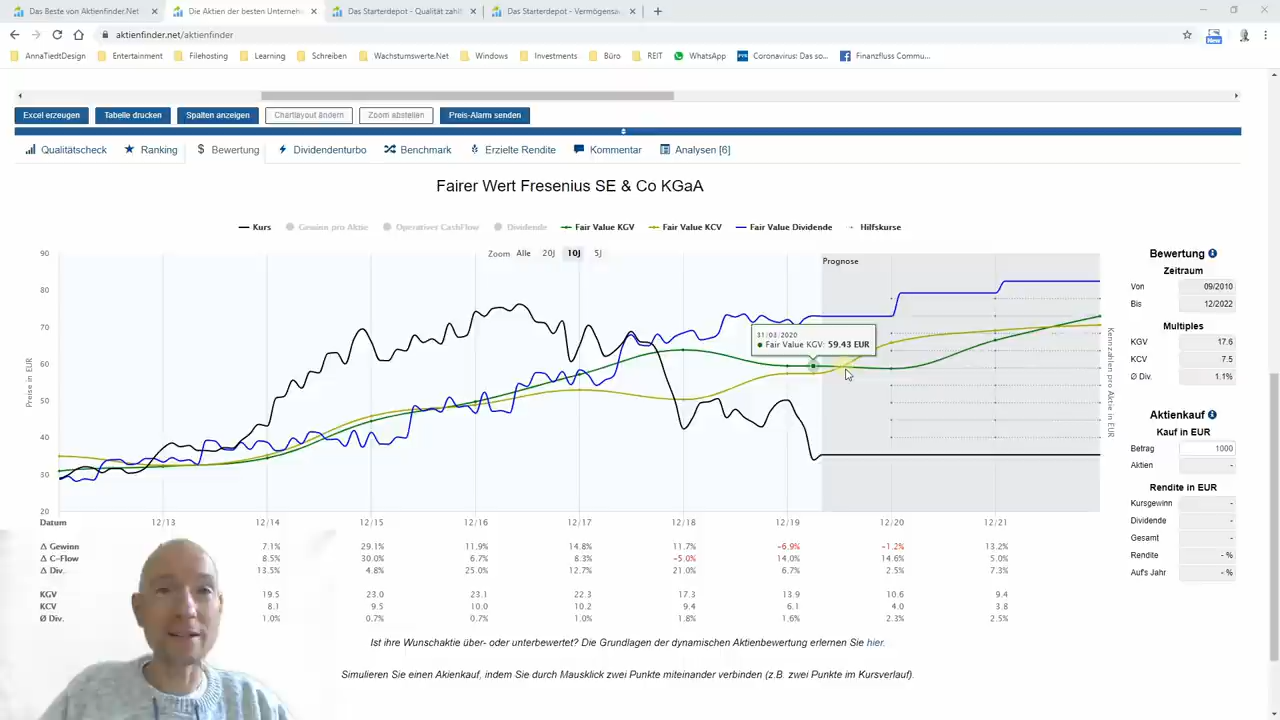 Das Beste von Aktienfinder.Net
Die Aktien der besten Unternehm
Das Starterdepot - Qualität zahlt
Das Starterdepot - Vermögensa
aktienfinder.net/aktienfinder
New
AnnaTiedtDesign
Entertainment
Filehosting
Learning
Schreiben
Wachstumswerte.Net
Windows
Investments
Büro
REIT
WhatsApp
Coronavirus: Das so...
Finanzfluss Commu...
Excel erzeugen
Tabelle drucken
Spalten anzeigen
Chartlayout ändern
Zoom abstellen
Preis-Alarm senden
Qualitätscheck
Ranking
$ Bewertung
Dividendenturbo
Benchmark
Erzielte Rendite
Kommentar
Analysen [6]
Fairer Wert Fresenius SE & Co KGaA
Kurs
Gewinn pro Aktie
Operativer CashFlow
Dividende
Fair Value KGV
Fair Value KCV
Fair Value Dividende
Hilfskurse
Zoom Alle 20J 10J 5J
Prognose
90
80
70
60
50
40
30
20
Preise in EUR
Kennzahlen pro Aktie in EUR
31/03/2020
Fair Value KGV: 59.43 EUR
Datum 12/13 12/14 12/15 12/16 12/17 12/18 12/19 12/20 12/21
Δ Gewinn 7.1% 29.1% 11.9% 14.8% 11.7% -6.9% -1.2% 13.2%
Δ C-Flow 8.5% 30.0% 6.7% 8.3% -5.0% 14.0% 14.6% 5.0%
Δ Div. 13.5% 4.8% 25.0% 12.7% 21.0% 6.7% 2.5% 7.3%
KGV 19.5 23.0 23.1 22.3 17.3 13.9 10.6 9.4
KCV 8.1 9.5 10.0 10.2 9.4 6.1 4.0 3.8
Ø Div. 1.0% 0.7% 0.7% 1.0% 1.8% 1.6% 2.3% 2.5%
Ist ihre Wunschaktie über- oder unterbewertet? Die Grundlagen der dynamischen Aktienbewertung erlernen Sie hier.
Simulieren Sie einen Akienkauf, indem Sie durch Mausklick zwei Punkte miteinander verbinden (z.B. zwei Punkte im Kursverlauf).
Bewertung
Zeitraum
Von 09/2010
Bis 12/2022
Multiples
KGV 17.6
KCV 7.5
Ø Div. 1.1%
Aktienkauf
Kauf in EUR
Betrag 1000
Aktien -
Rendite in EUR
Kursgewinn -
Dividende -
Gesamt -
Rendite - %
Auf's Jahr - %